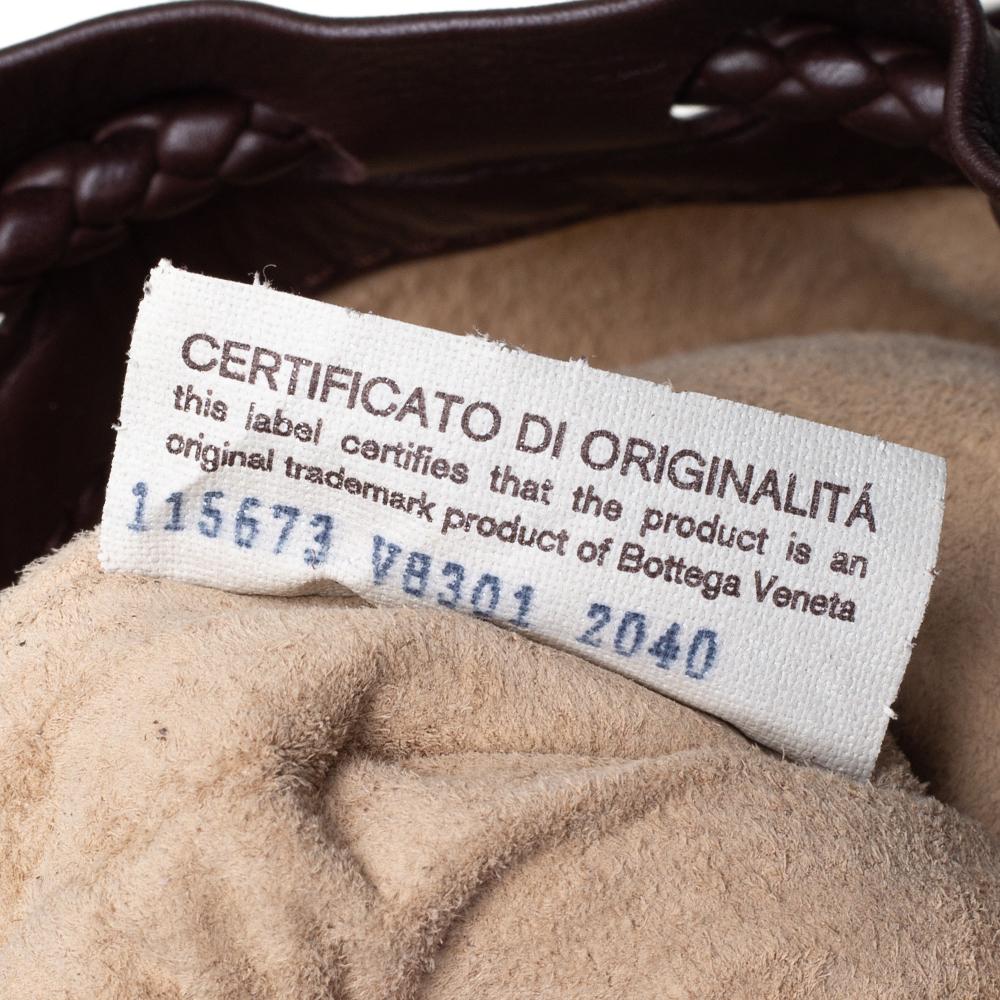 CERTIFICATO DI ORIGINALITÁ
this label certifies that the product is an
original trademark product of Bottega Veneta
115673 V8301 2040